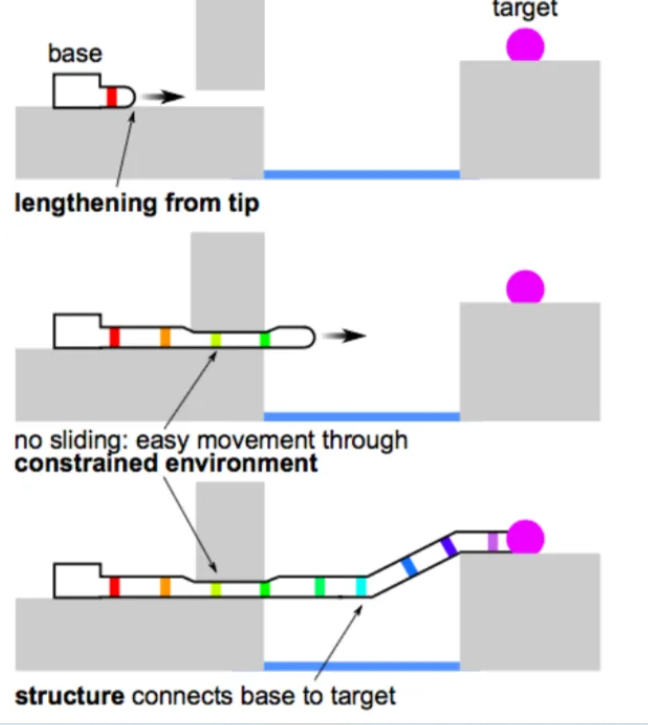 target
base
lengthening from tip
no sliding: easy movement through
constrained environment
structure connects base to target